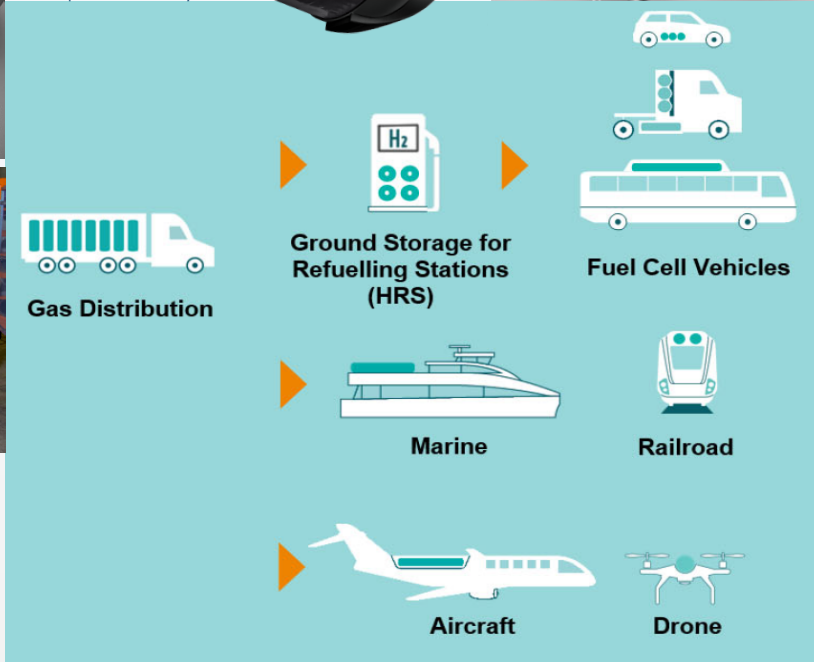 H2
Ground Storage for
Refuelling Stations
(HRS)
Fuel Cell Vehicles
Gas Distribution
Marine
Railroad
Aircraft
Drone